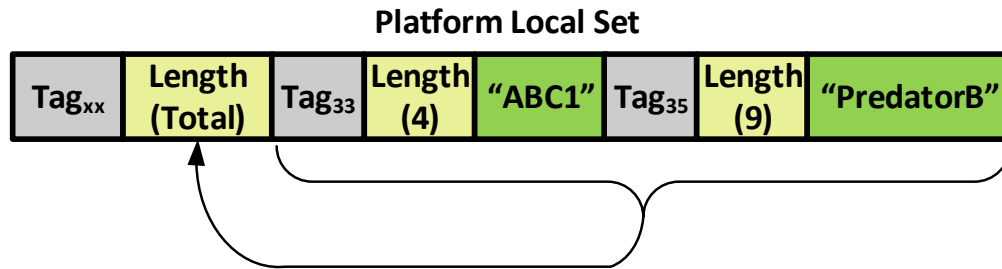 Platform Local Set
Tagxx
Length
(Total)
Tag33
Length
(4)
“ABC1”
Tag35
Length
(9)
“PredatorB”